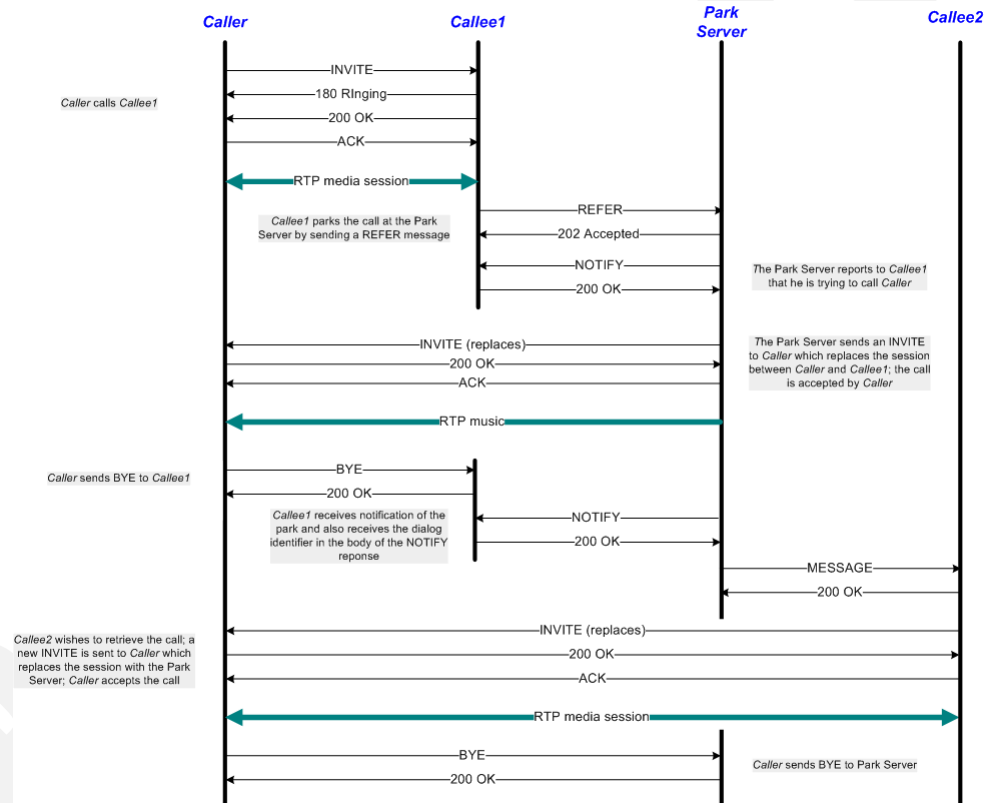 Caller
Callee1
Park
Server
Callee2
INVITE
180 RInging
Caller calls Callee1
200 OK
ACK
RTP media session
REFER
Callee1 parks the call at the Park
Server by sending a REFER message
202 Accepted
NOTIFY
The Park Server reports to Callee1
that he is trying to call Caller
200 OK
INVITE (replaces)
The Park Server sends an INVITE
to Caller which replaces the session
between Caller and Callee1; the call
is accepted by Caller
200 OK
ACK
RTP music
BYE
Caller sends BYE to Callee1
200 OK
Callee1 receives notification of the
park and also receives the dialog
identifier in the body of the NOTIFY
reponse
NOTIFY
200 OK
MESSAGE
200 OK
INVITE (replaces)
Callee2 wishes to retrieve the call; a
new INVITE is sent to Caller which
replaces the session with the Park
Server; Caller accepts the call
200 OK
ACK
RTP media session
BYE
Caller sends BYE to Park Server
200 OK